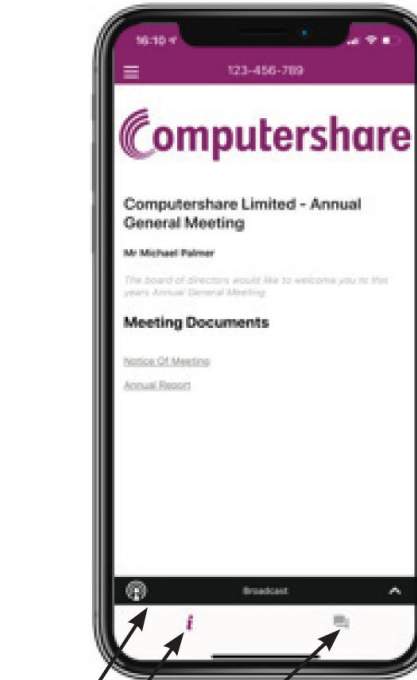 16:10
123-456-789
Computershare
Computershare Limited - Annual
General Meeting
Mr Michael Palmer
The board of directors would like to welcome you to this
years Annual General Meeting
Meeting Documents
Notice Of Meeting
Annual Report
Broadcast
i